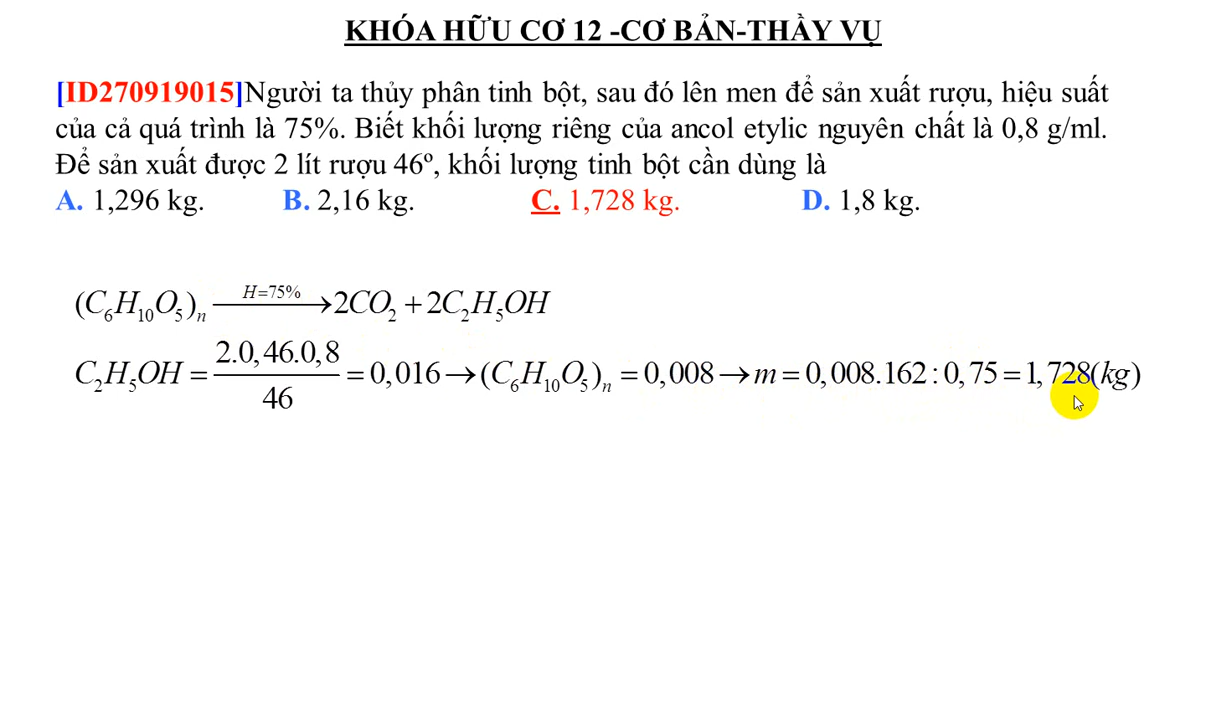 KHÓA HỮU CƠ 12 -CƠ BẢN-THẦY VỤ
[ID270919015]Người ta thủy phân tinh bột, sau đó lên men để sản xuất rượu, hiệu suất
của cả quá trình là 75%. Biết khối lượng riêng của ancol etylic nguyên chất là 0,8 g/ml.
Để sản xuất được 2 lít rượu 46º, khối lượng tinh bột cần dùng là
A. 1,296 kg. B. 2,16 kg. C. 1,728 kg. D. 1,8 kg.
(C₆H₁₀O₅)ₙ —H=75%→ 2CO₂ + 2C₂H₅OH
C₂H₅OH = 2.0,46.0,8/46 = 0,016 → (C₆H₁₀O₅)ₙ = 0,008 → m = 0,008.162 : 0,75 = 1,728(kg)